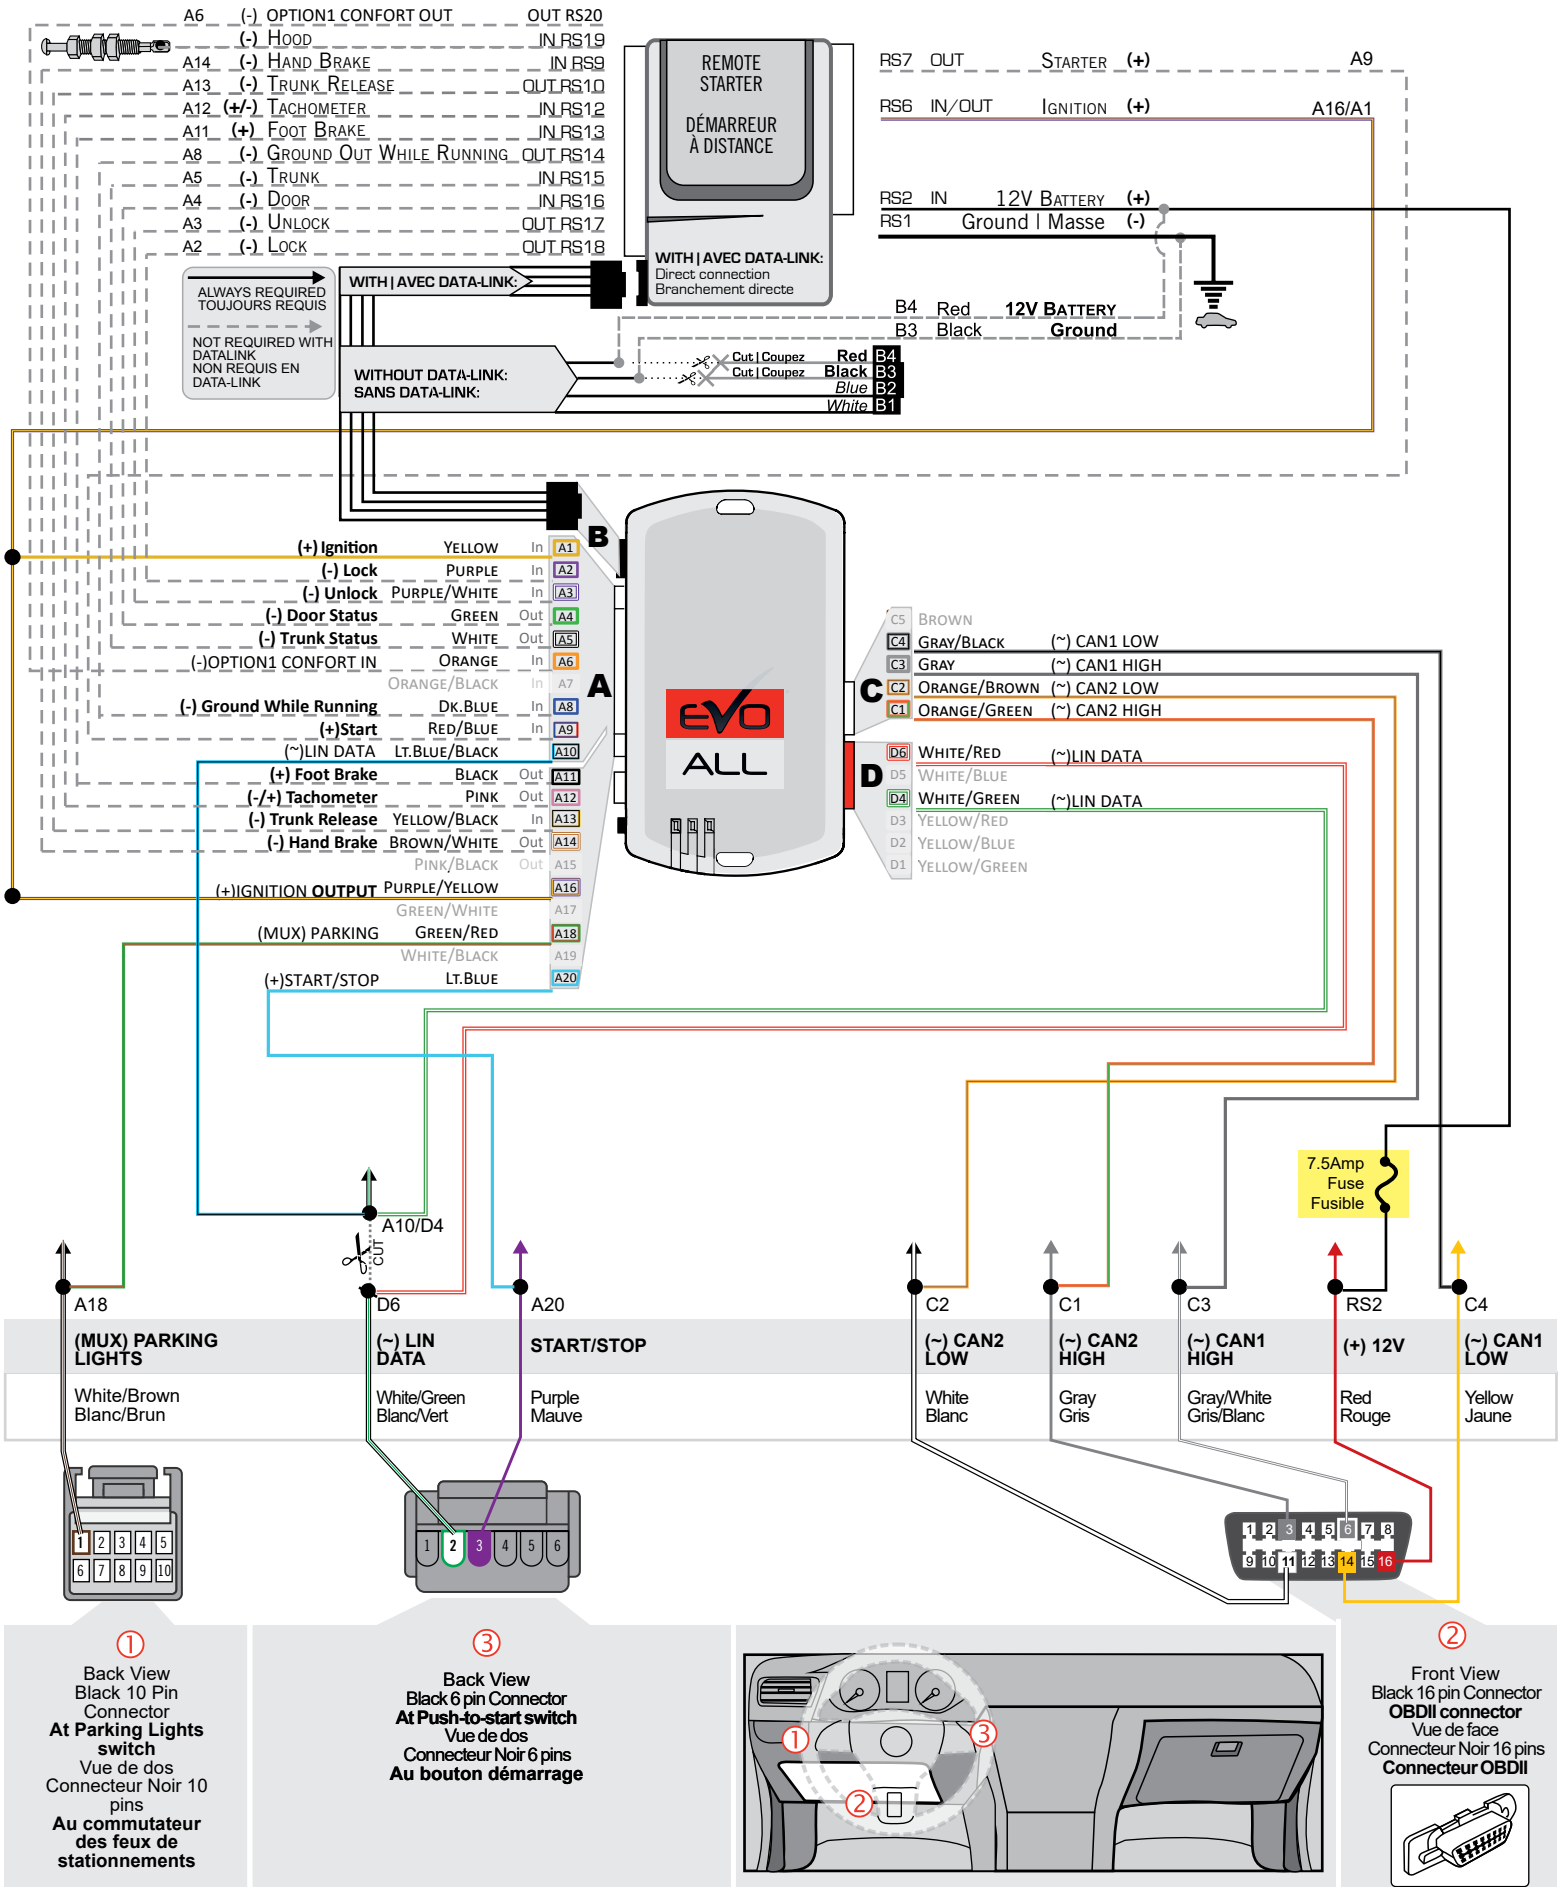 A6 (-) OPTION1 CONFORT OUT OUT RS20
(-) HOOD IN RS19
A14 (-) HAND BRAKE IN RS9
A13 (-) TRUNK RELEASE OUT RS10
A12 (+/-) TACHOMETER IN RS12
A11 (+) FOOT BRAKE IN RS13
A8 (-) GROUND OUT WHILE RUNNING OUT RS14
A5 (-) TRUNK IN RS15
A4 (-) DOOR IN RS16
A3 (-) UNLOCK OUT RS17
A2 (-) LOCK OUT RS18
REMOTE
STARTER
DÉMARREUR
À DISTANCE
WITH | AVEC DATA-LINK:
Direct connection
Branchement directe
RS7 OUT STARTER (+) A9
RS6 IN/OUT IGNITION (+) A16/A1
RS2 IN 12V BATTERY (+)
RS1 Ground | Masse (-)
ALWAYS REQUIRED
TOUJOURS REQUIS
NOT REQUIRED WITH
DATALINK
NON REQUIS EN
DATA-LINK
WITH | AVEC DATA-LINK:
WITHOUT DATA-LINK:
SANS DATA-LINK:
B4 Red 12V BATTERY
B3 Black Ground
Cut | Coupez Red B4
Cut | Coupez Black B3
Blue B2
White B1
B
(+) Ignition YELLOW In A1
(-) Lock PURPLE In A2
(-) Unlock PURPLE/WHITE In A3
(-) Door Status GREEN Out A4
(-) Trunk Status WHITE Out A5
(-)OPTION1 CONFORT IN ORANGE In A6
ORANGE/BLACK In A7
(-) Ground While Running DK.BLUE In A8
(+)Start RED/BLUE In A9
(~)LIN DATA LT.BLUE/BLACK A10
(+) Foot Brake BLACK Out A11
(-/+) Tachometer PINK Out A12
(-) Trunk Release YELLOW/BLACK In A13
(-) Hand Brake BROWN/WHITE Out A14
PINK/BLACK Out A15
(+)IGNITION OUTPUT PURPLE/YELLOW A16
GREEN/WHITE A17
(MUX) PARKING GREEN/RED A18
WHITE/BLACK A19
(+)START/STOP LT.BLUE A20
A
EVO
ALL
C
C5 BROWN
C4 GRAY/BLACK (~) CAN1 LOW
C3 GRAY (~) CAN1 HIGH
C2 ORANGE/BROWN (~) CAN2 LOW
C1 ORANGE/GREEN (~) CAN2 HIGH
D
D6 WHITE/RED (~)LIN DATA
D5 WHITE/BLUE
D4 WHITE/GREEN (~)LIN DATA
D3 YELLOW/RED
D2 YELLOW/BLUE
D1 YELLOW/GREEN
7.5Amp
Fuse
Fusible
A10/D4
CUT
A18 D6 A20 C2 C1 C3 RS2 C4
(MUX) PARKING
LIGHTS
(~) LIN
DATA
START/STOP
(~) CAN2
LOW
(~) CAN2
HIGH
(~) CAN1
HIGH
(+) 12V
(~) CAN1
LOW
White/Brown
Blanc/Brun
White/Green
Blanc/Vert
Purple
Mauve
White
Blanc
Gray
Gris
Gray/White
Gris/Blanc
Red
Rouge
Yellow
Jaune
1 2 3 4 5
6 7 8 9 10
1 2 3 4 5 6
1 2 3 4 5 6 7 8
9 10 11 12 13 14 15 16
①
Back View
Black 10 Pin
Connector
At Parking Lights
switch
Vue de dos
Connecteur Noir 10
pins
Au commutateur
des feux de
stationnements
③
Back View
Black 6 pin Connector
At Push-to-start switch
Vue de dos
Connecteur Noir 6 pins
Au bouton démarrage
①
③
②
②
Front View
Black 16 pin Connector
OBDII connector
Vue de face
Connecteur Noir 16 pins
Connecteur OBDII